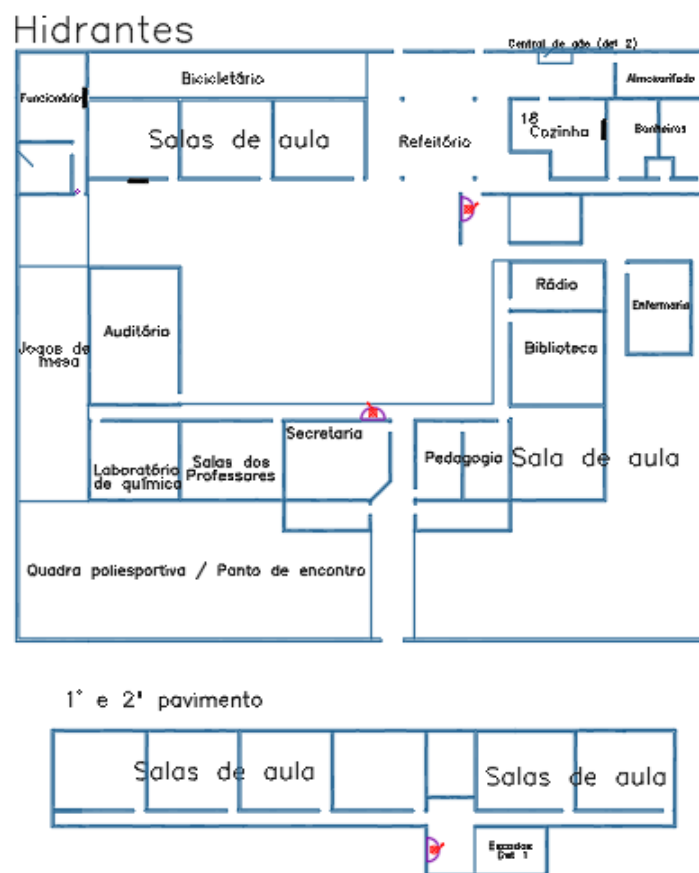 Hidrantes
Central de gás (det 2)
Bicicletário
Almoxarifado
Funcionário
Salas de aula
Refeitório
18
Cozinha
Banheiros
Rádio
Enfermaria
Auditório
Jogos de
mesa
Biblioteca
Secretaria
Laboratório
de química
Salas dos
Professores
Pedagogia
Sala de aula
Quadra poliesportiva / Ponto de encontro
1° e 2° pavimento
Salas de aula
Salas de aula
Escadas
Det 1